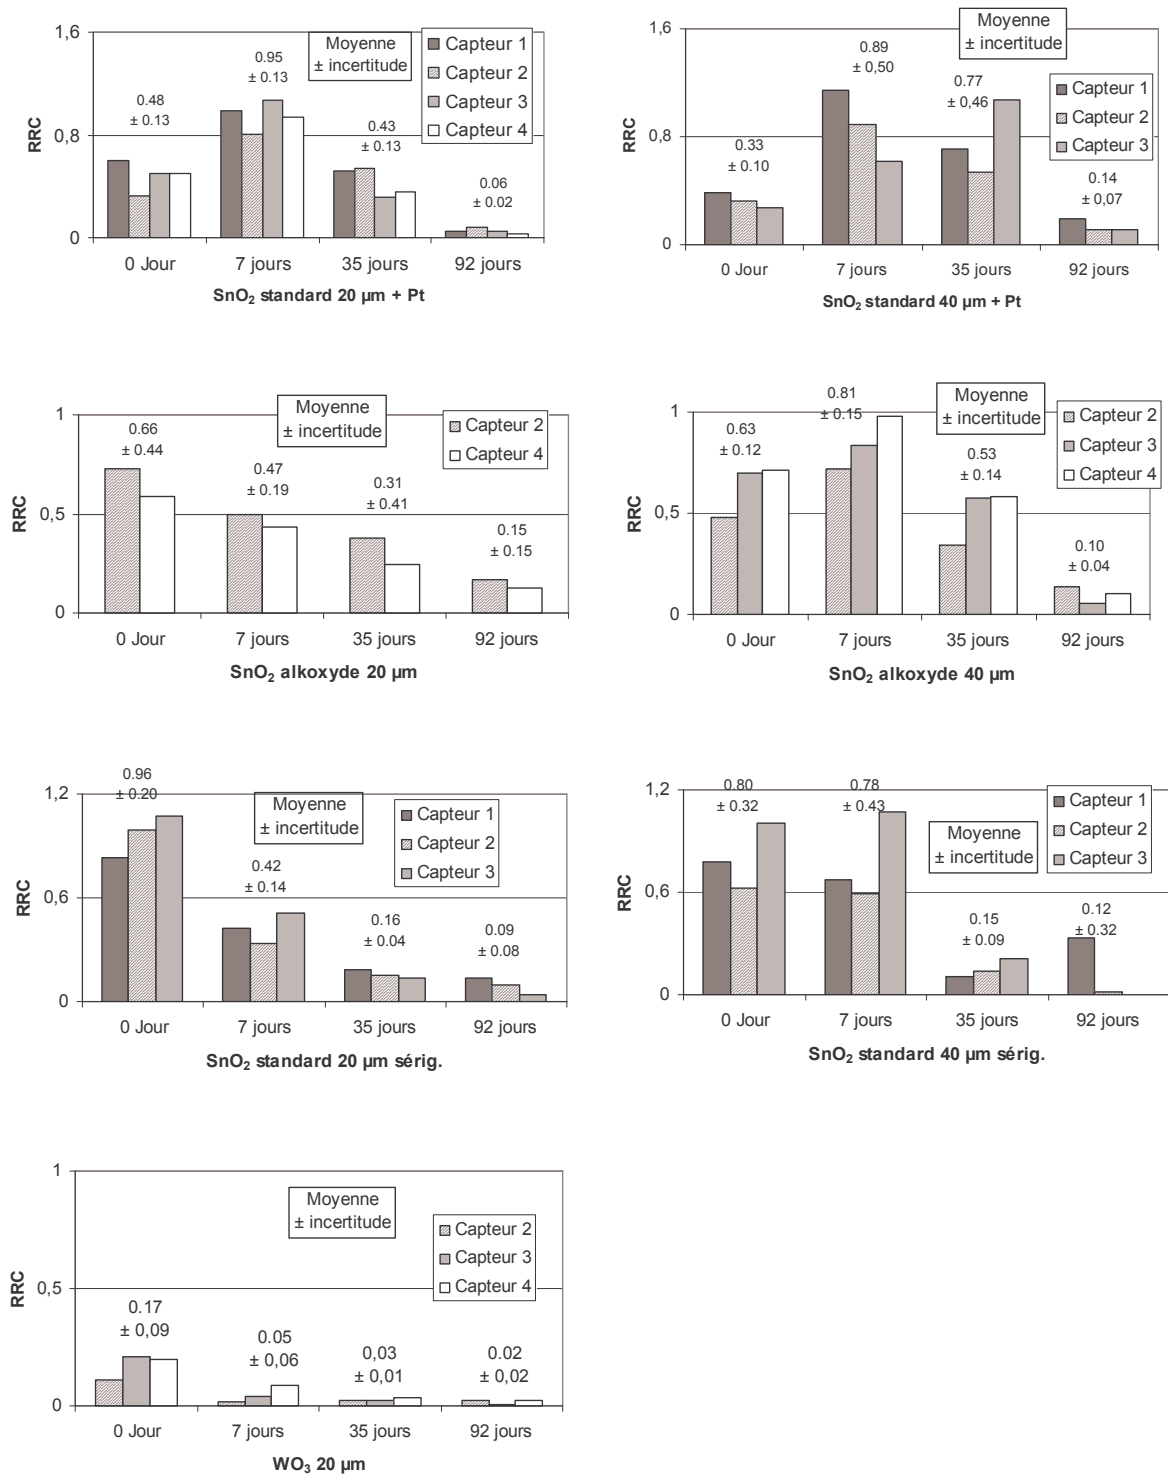 1,6
0,8
0
RRC
0.48
± 0.13
0.95
± 0.13
0.43
± 0.13
0.06
± 0.02
Moyenne
± incertitude
Capteur 1
Capteur 2
Capteur 3
Capteur 4
0 Jour
7 jours
35 jours
92 jours
SnO₂ standard 20 µm + Pt
1,6
0,8
0
RRC
0.33
± 0.10
0.89
± 0,50
0.77
± 0,46
0.14
± 0,07
Moyenne
± incertitude
Capteur 1
Capteur 2
Capteur 3
0 Jour
7 jours
35 jours
92 jours
SnO₂ standard 40 µm + Pt
1
0,5
0
RRC
0.66
± 0.44
0.47
± 0.19
0.31
± 0.41
0.15
± 0.15
Moyenne
± incertitude
Capteur 2
Capteur 4
0 Jour
7 jours
35 jours
92 jours
SnO₂ alkoxyde 20 µm
1
0,5
0
RRC
0.63
± 0.12
0.81
± 0.15
0.53
± 0.14
0.10
± 0.04
Moyenne
± incertitude
Capteur 2
Capteur 3
Capteur 4
0 Jour
7 jours
35 jours
92 jours
SnO₂ alkoxyde 40 µm
1,2
0,6
0
RRC
0.96
± 0.20
0.42
± 0.14
0.16
± 0.04
0.09
± 0.08
Moyenne
± incertitude
Capteur 1
Capteur 2
Capteur 3
0 Jour
7 jours
35 jours
92 jours
SnO₂ standard 20 µm sérig.
1,2
0,6
0
RRC
0.80
± 0.32
0.78
± 0.43
0.15
± 0.09
0.12
± 0.32
Moyenne
± incertitude
Capteur 1
Capteur 2
Capteur 3
0 Jour
7 jours
35 jours
92 jours
SnO₂ standard 40 µm sérig.
1
0,5
0
RRC
0.17
± 0,09
0.05
± 0,06
0,03
± 0,01
0.02
± 0,02
Moyenne
± incertitude
Capteur 2
Capteur 3
Capteur 4
0 Jour
7 jours
35 jours
92 jours
WO₃ 20 µm